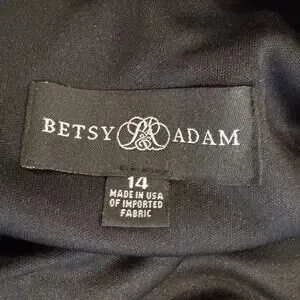 BETSY ADAM
14
MADE IN USA
OF IMPORTED
FABRIC